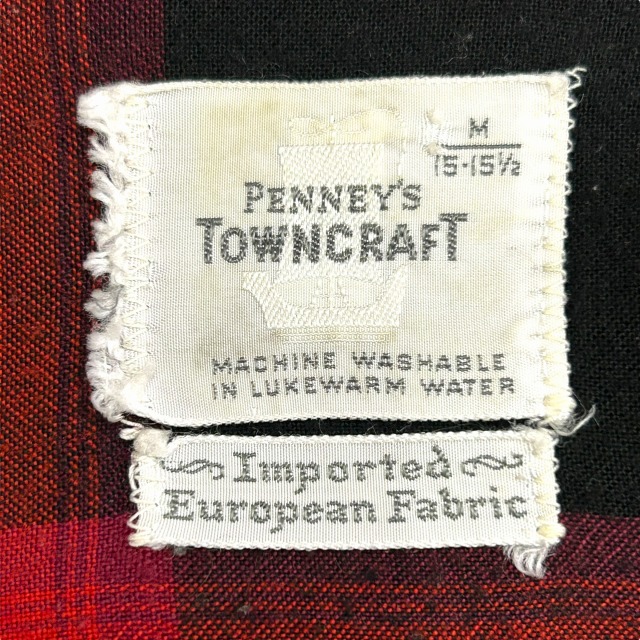 M
15-15½
PENNEY'S
TOWNCRAFT
MACHINE WASHABLE
IN LUKEWARM WATER
Imported
European Fabric